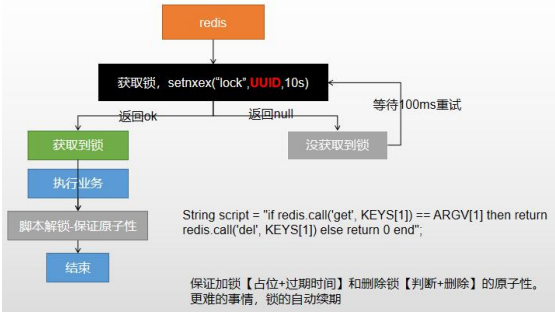 redis
获取锁，setnxex(“lock”,UUID,10s)
等待100ms重试
返回ok
返回null
获取到锁
没获取到锁
执行业务
脚本解锁-保证原子性
String script = "if redis.call('get', KEYS[1]) == ARGV[1] then return
redis.call('del', KEYS[1]) else return 0 end";
结束
保证加锁【占位+过期时间】和删除锁【判断+删除】的原子性。
更难的事情，锁的自动续期